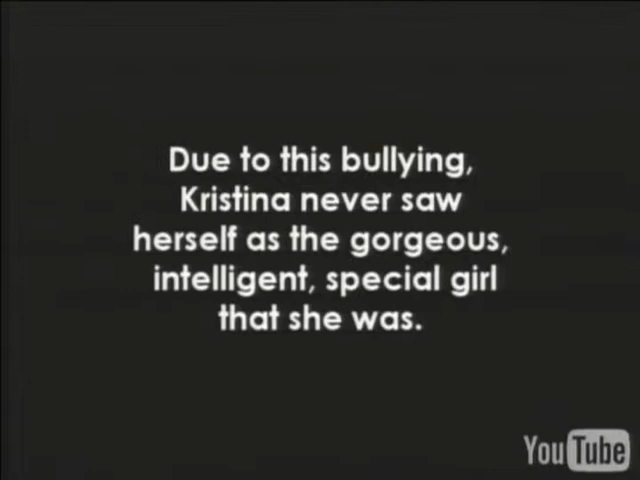 Due to this bullying,
Kristina never saw
herself as the gorgeous,
intelligent, special girl
that she was.
YouTube